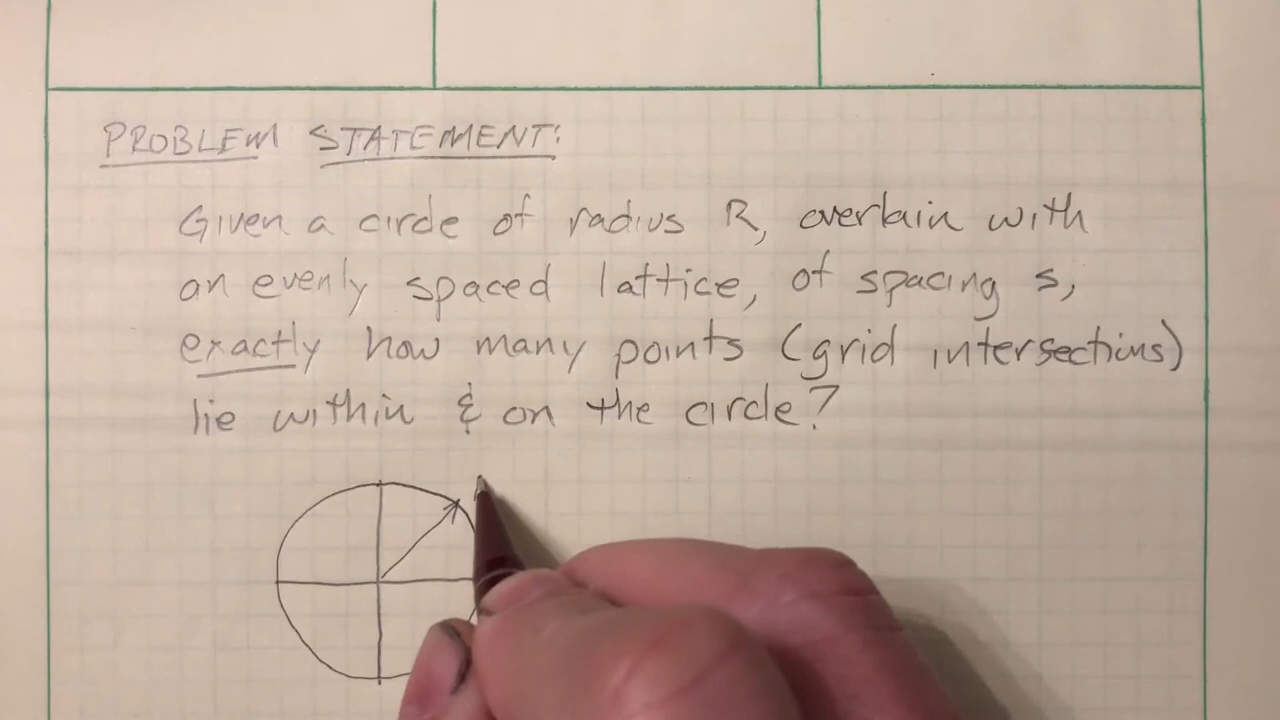 PROBLEM STATEMENT:
Given a circle of radius R, overlain with
an evenly spaced lattice, of spacing s,
exactly how many points (grid intersections)
lie within & on the circle?